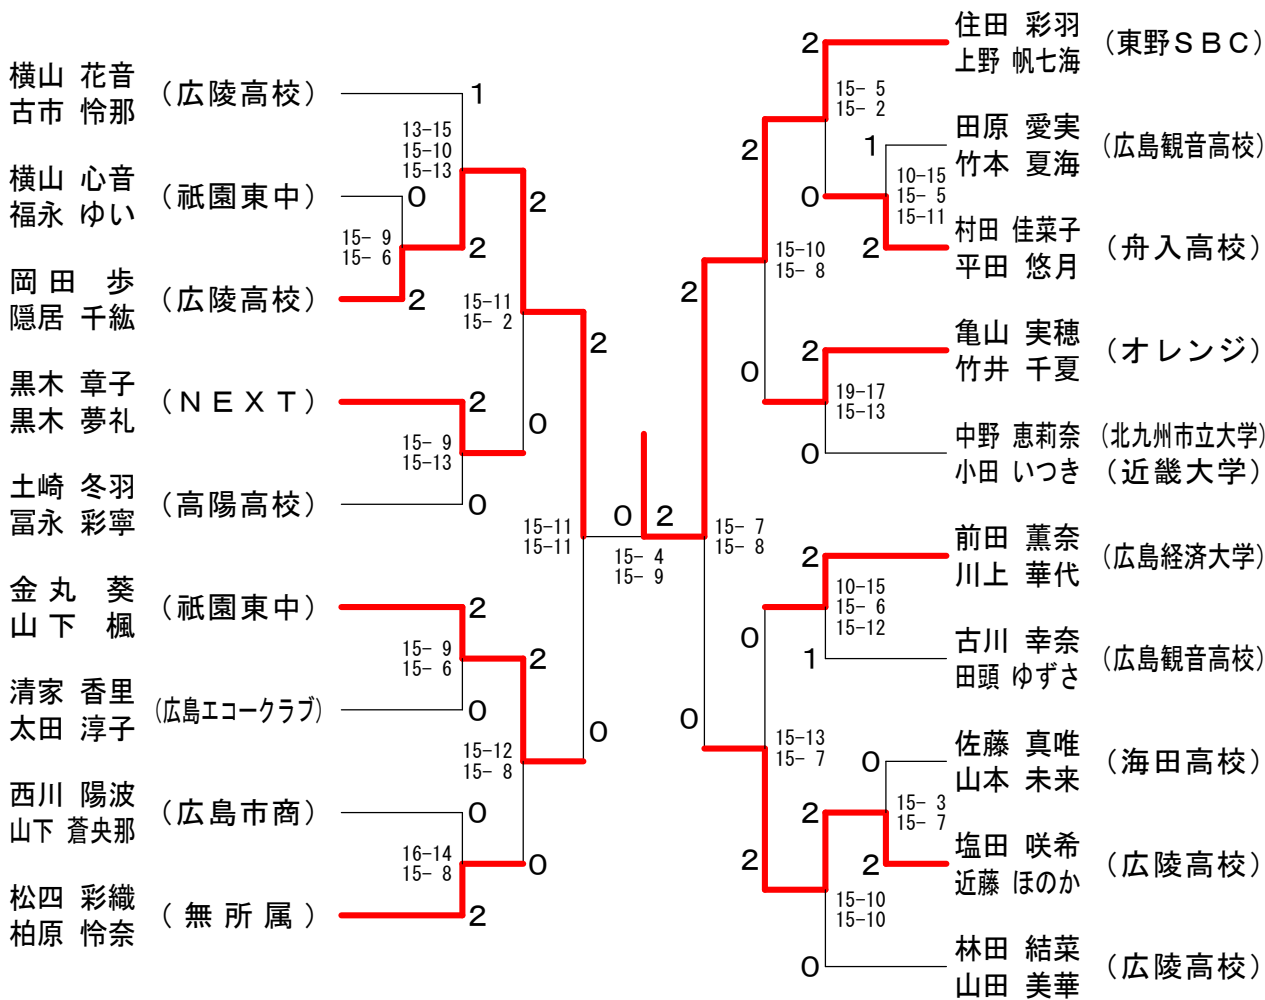 横山 花音
古市 怜那
(広陵高校)
1
13-15
15-10
15-13
横山 心音
福永 ゆい
(祇園東中)
0
15- 9
15- 6
2
2
岡田 歩
隠居 千紘
(広陵高校)
2
15-11
15- 2
2
黒木 章子
黒木 夢礼
(NEXT)
2
0
15- 9
15-13
土崎 冬羽
冨永 彩寧
(高陽高校)
0
15-11
15-11
金丸 葵
山下 楓
(祇園東中)
2
15- 9
15- 6
2
清家 香里
太田 淳子
(広島エコークラブ)
0
0
15-12
15- 8
西川 陽波
山下 蒼央那
(広島市商)
0
16-14
15- 8
0
松四 彩織
柏原 怜奈
(無所属)
2
0
2
15- 4
15- 9
2
住田 彩羽
上野 帆七海
(東野SBC)
15- 5
15- 2
2
1
田原 愛実
竹本 夏海
(広島観音高校)
10-15
15- 5
15-11
0
2
村田 佳菜子
平田 悠月
(舟入高校)
15-10
15- 8
2
2
亀山 実穂
竹井 千夏
(オレンジ)
0
19-17
15-13
0
中野 恵莉奈
小田 いつき
(北九州市立大学)
(近畿大学)
15- 7
15- 8
2
前田 薫奈
川上 華代
(広島経済大学)
10-15
15- 6
15-12
0
1
古川 幸奈
田頭 ゆずさ
(広島観音高校)
0
15-13
15- 7
0
佐藤 真唯
山本 未来
(海田高校)
15- 3
15- 7
2
2
2
塩田 咲希
近藤 ほのか
(広陵高校)
15-10
15-10
0
林田 結菜
山田 美華
(広陵高校)